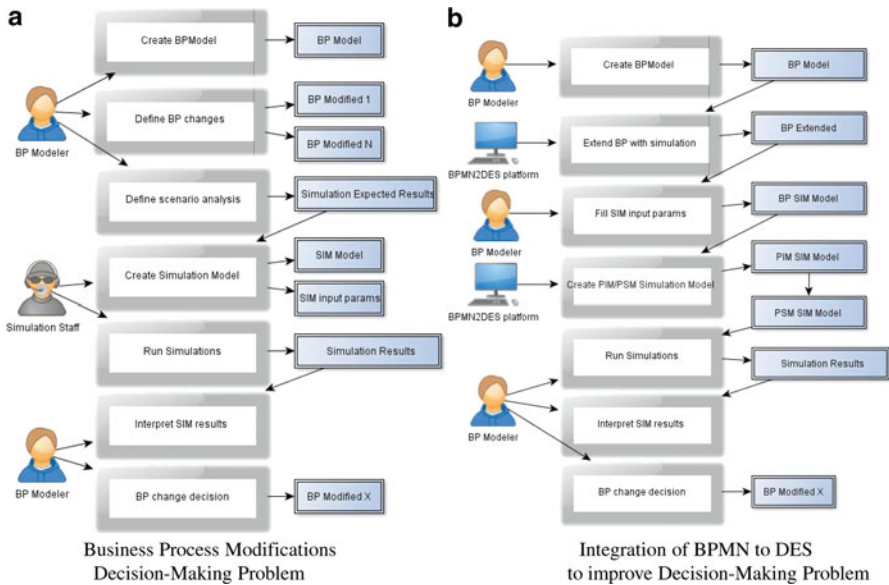 a
Create BPModel
BP Model
BP Modified 1
Define BP changes
BP Modeler
BP Modified N
Define scenario analysis
Simulation Expected Results
SIM Model
Create Simulation Model
SIM input params
Simulation Staff
Run Simulations
Simulation Results
Interpret SIM results
BP Modeler
BP change decision
BP Modified X
Business Process Modifications
Decision-Making Problem
b
Create BPModel
BP Model
BP Modeler
BP Extended
Extend BP with simulation
BPMN2DES platform
BP SIM Model
Fill SIM input params
BP Modeler
PIM SIM Model
Create PIM/PSM Simulation Model
BPMN2DES platform
PSM SIM Model
Run Simulations
Simulation Results
BP Modeler
Interpret SIM results
BP change decision
BP Modified X
Integration of BPMN to DES
to improve Decision-Making Problem